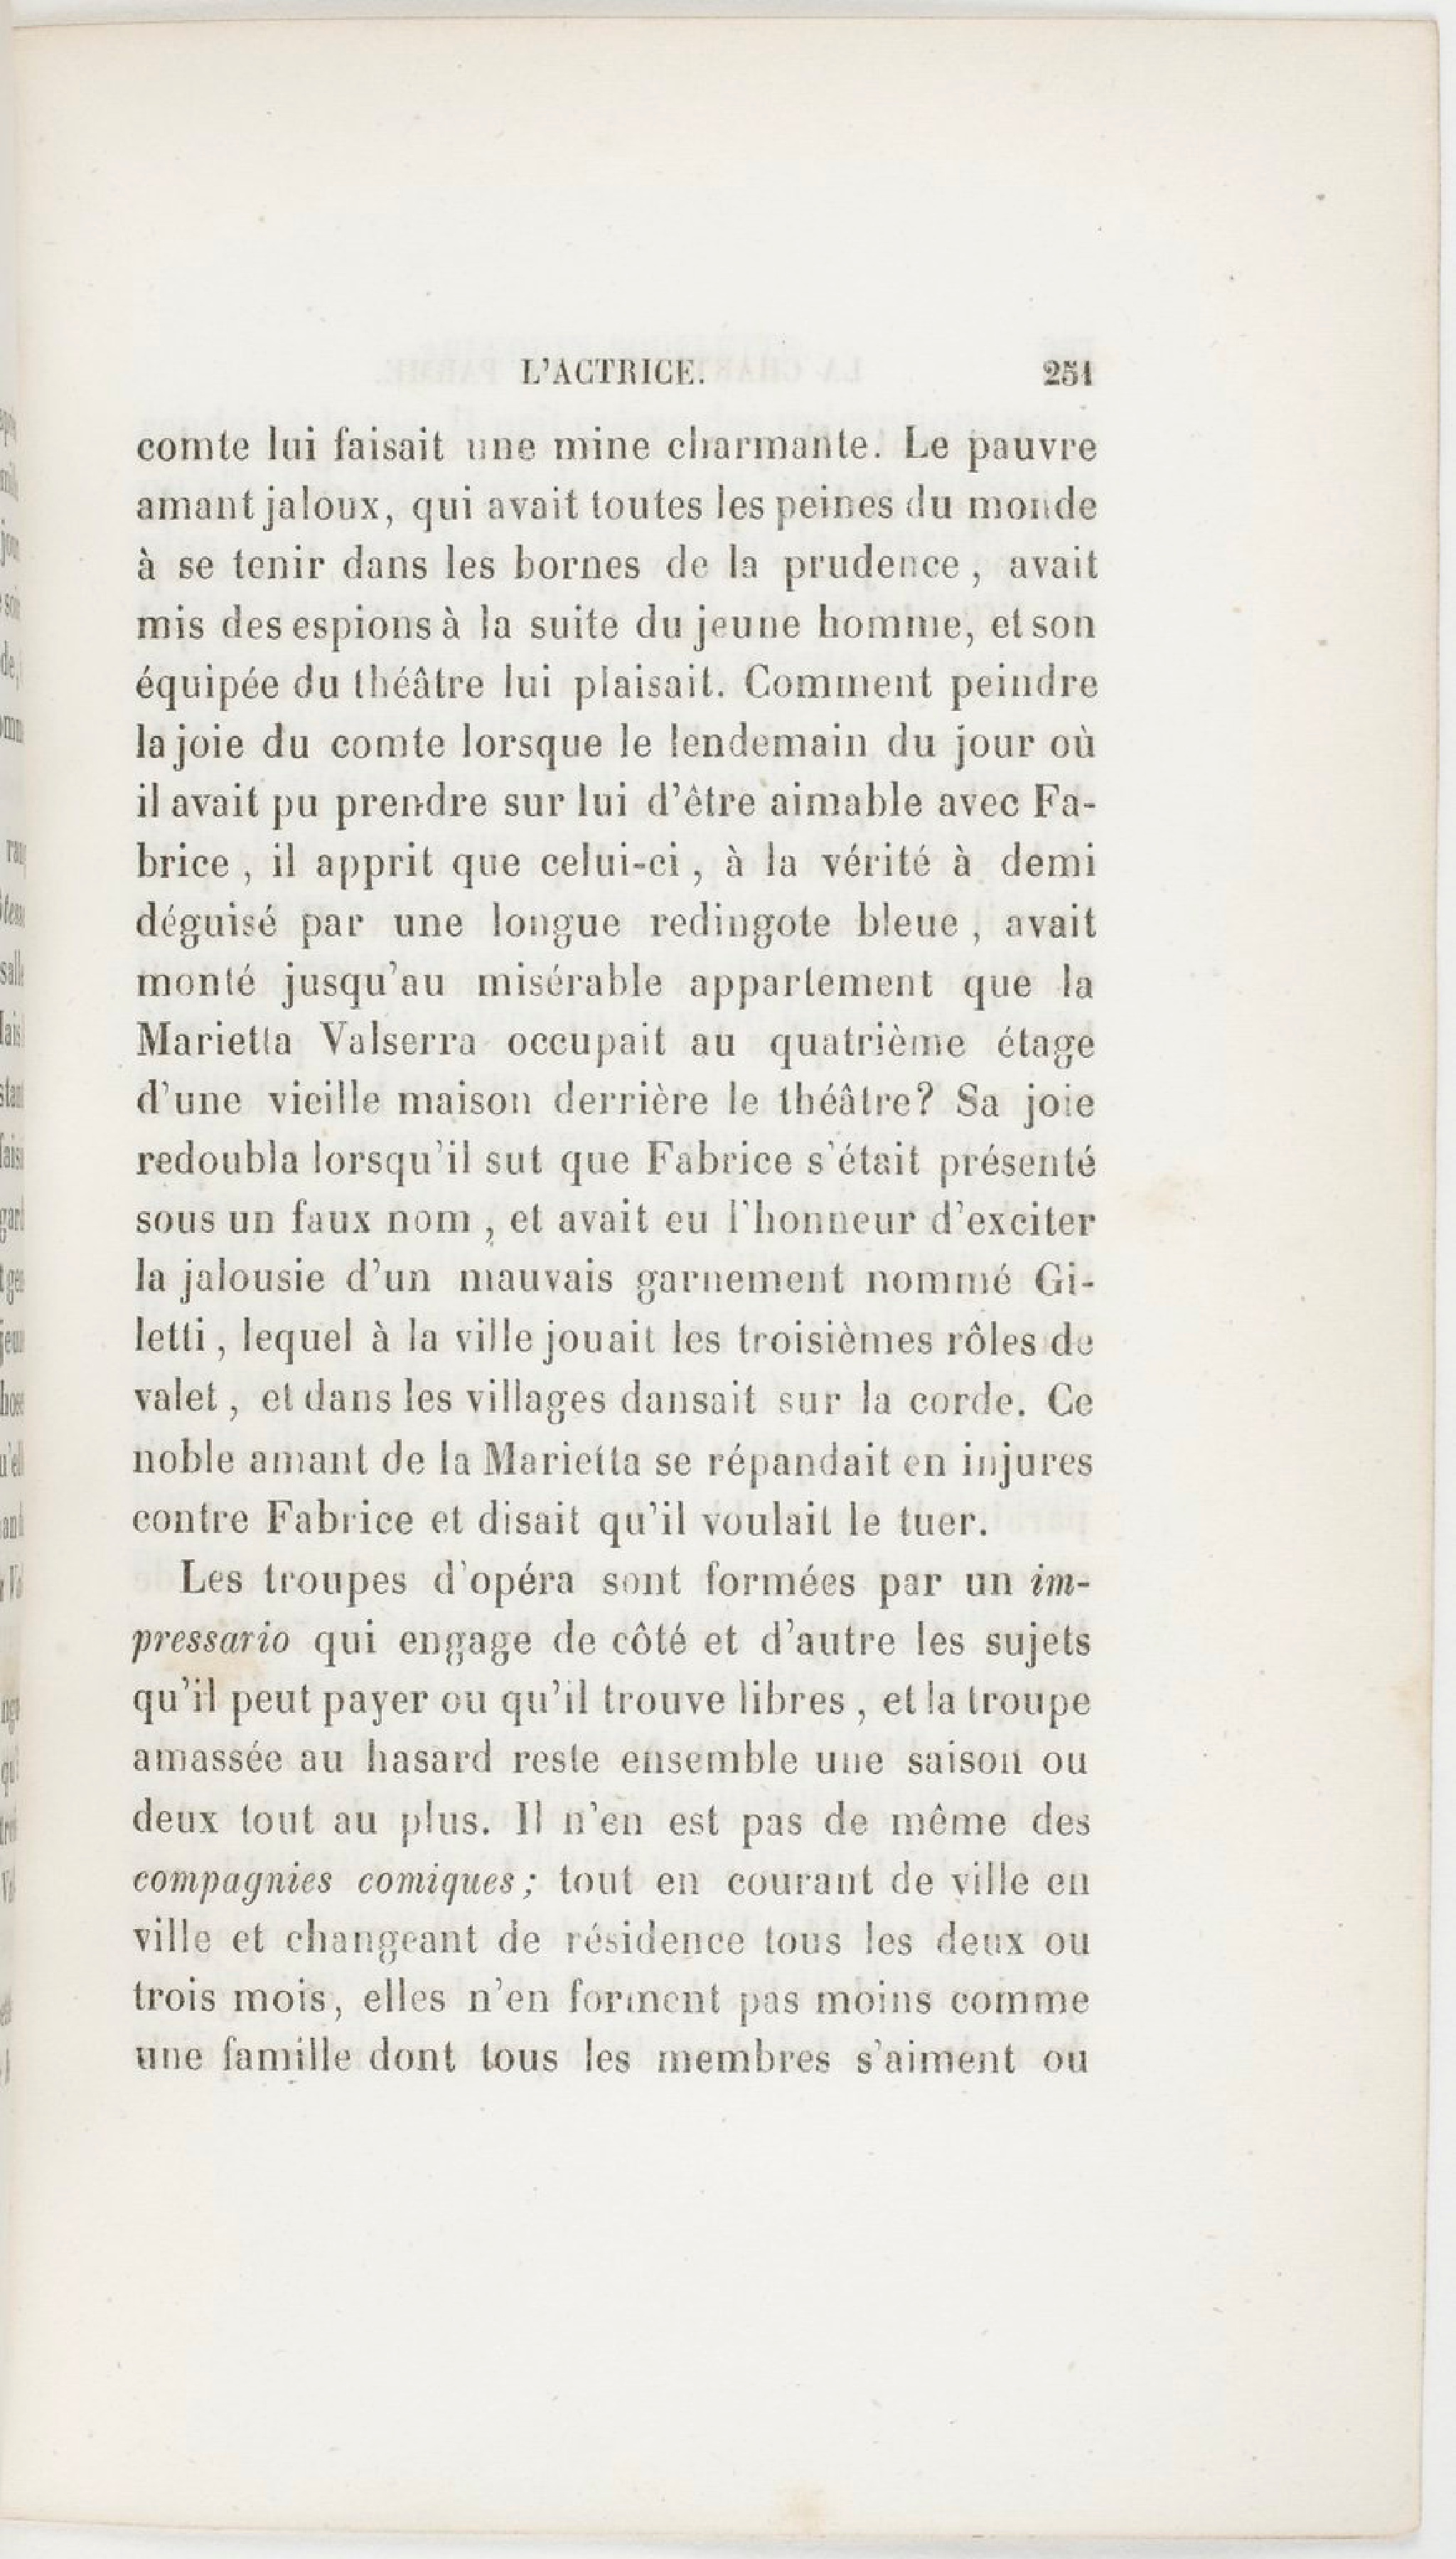 L'ACTRICE. 251
comte lui faisait une mine charmante. Le pauvre
amant jaloux, qui avait toutes les peines du monde
à se tenir dans les bornes de la prudence, avait
mis des espions à la suite du jeune homme, et son
équipée du théâtre lui plaisait. Comment peindre
la joie du comte lorsque le lendemain du jour où
il avait pu prendre sur lui d'être aimable avec Fa-
brice, il apprit que celui-ci, à la vérité à demi
déguisé par une longue redingote bleue, avait
monté jusqu'au misérable appartement que la
Marietta Valserra occupait au quatrième étage
d'une vieille maison derrière le théâtre? Sa joie
redoubla lorsqu'il sut que Fabrice s'était présenté
sous un faux nom, et avait eu l'honneur d'exciter
la jalousie d'un mauvais garnement nommé Gi-
letti, lequel à la ville jouait les troisièmes rôles de
valet, et dans les villages dansait sur la corde. Ce
noble amant de la Marietta se répandait en injures
contre Fabrice et disait qu'il voulait le tuer.
Les troupes d'opéra sont formées par un im-
pressario qui engage de côté et d'autre les sujets
qu'il peut payer ou qu'il trouve libres, et la troupe
amassée au hasard reste ensemble une saison ou
deux tout au plus. Il n'en est pas de même des
compagnies comiques; tout en courant de ville en
ville et changeant de résidence tous les deux ou
trois mois, elles n'en forment pas moins comme
une famille dont tous les membres s'aiment ou